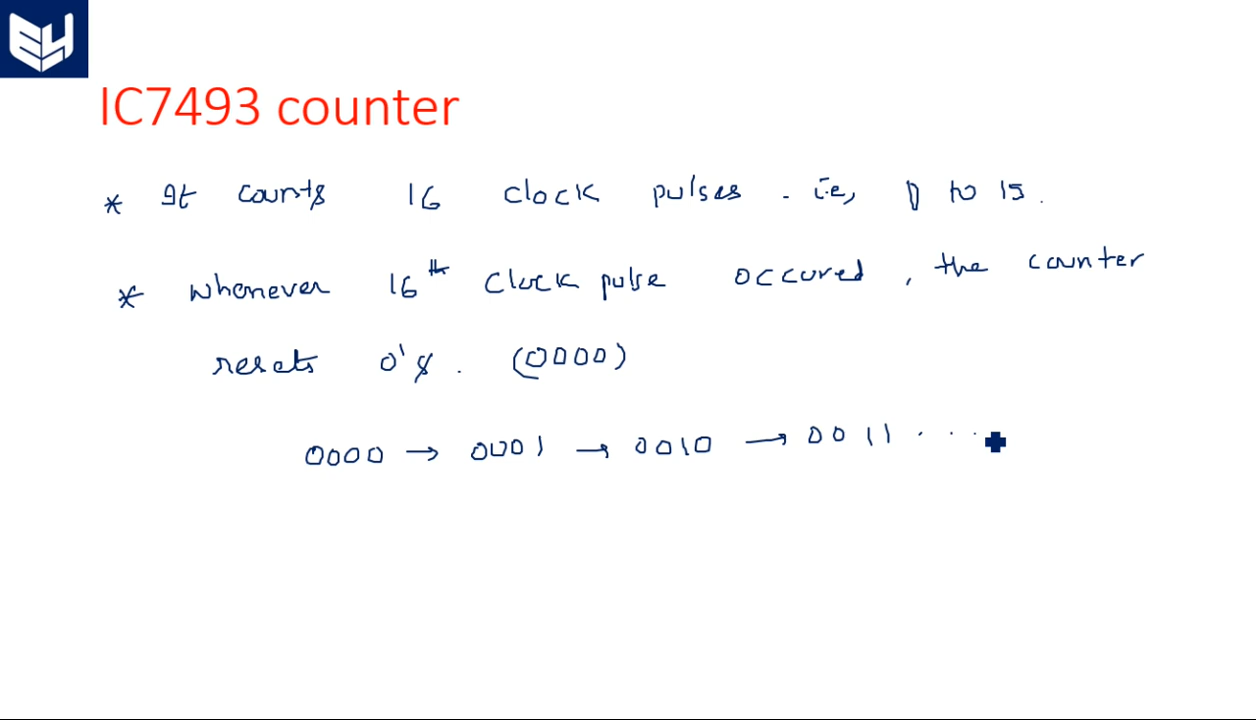 IC7493 counter
* It counts 16 clock pulses . i.e, 0 to 15 .
* whenever 16th clock pulse occured , the counter
resets 0's . (0000)
0000 → 0001 → 0010 → 0011 . . .